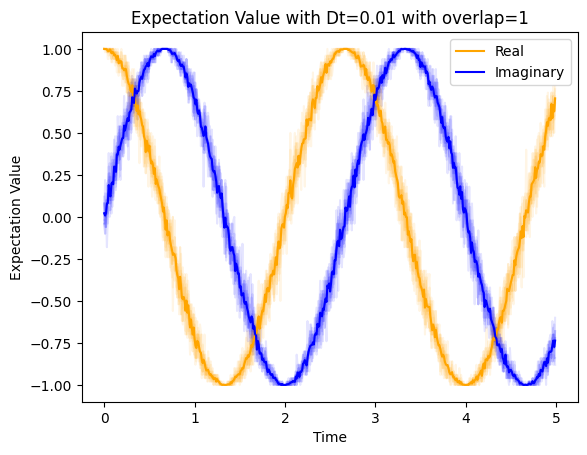 Expectation Value with Dt=0.01 with overlap=1
Real
Imaginary
Expectation Value
1.00
0.75
0.50
0.25
0.00
−0.25
−0.50
−0.75
−1.00
0 1 2 3 4 5
Time